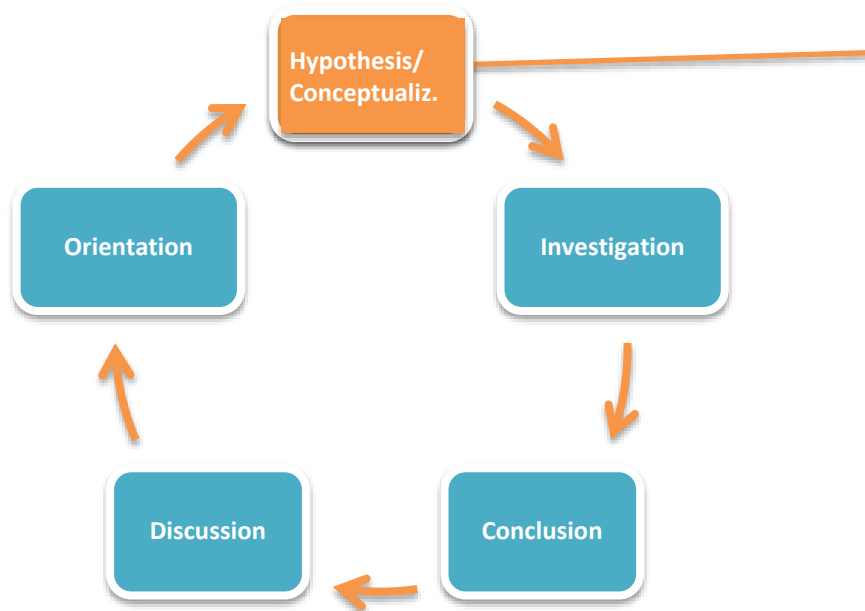 Hypothesis/
Conceptualiz.
Orientation
Investigation
Discussion
Conclusion